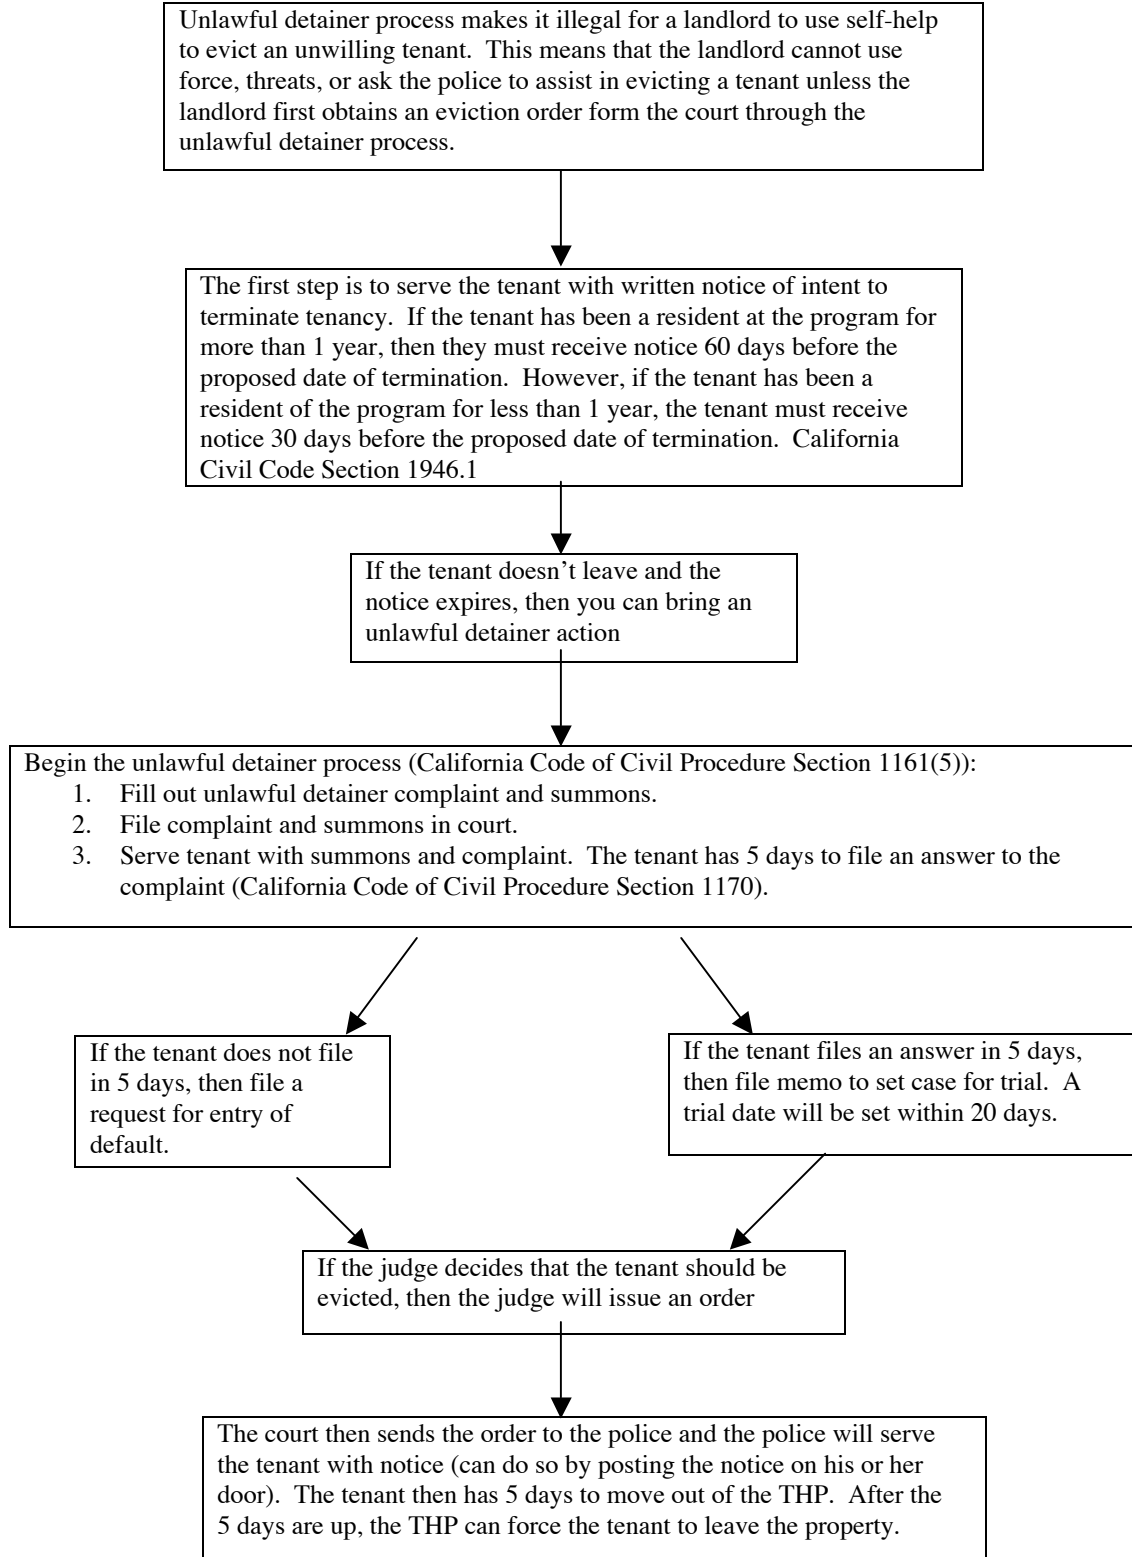 Unlawful detainer process makes it illegal for a landlord to use self-help
to evict an unwilling tenant.  This means that the landlord cannot use
force, threats, or ask the police to assist in evicting a tenant unless the
landlord first obtains an eviction order form the court through the
unlawful detainer process.
The first step is to serve the tenant with written notice of intent to
terminate tenancy.  If the tenant has been a resident at the program for
more than 1 year, then they must receive notice 60 days before the
proposed date of termination.  However, if the tenant has been a
resident of the program for less than 1 year, the tenant must receive
notice 30 days before the proposed date of termination.  California
Civil Code Section 1946.1
If the tenant doesn’t leave and the
notice expires, then you can bring an
unlawful detainer action
Begin the unlawful detainer process (California Code of Civil Procedure Section 1161(5)):
1. Fill out unlawful detainer complaint and summons.
2. File complaint and summons in court.
3. Serve tenant with summons and complaint.  The tenant has 5 days to file an answer to the
complaint (California Code of Civil Procedure Section 1170).
If the tenant does not file
in 5 days, then file a
request for entry of
default.
If the tenant files an answer in 5 days,
then file memo to set case for trial.  A
trial date will be set within 20 days.
If the judge decides that the tenant should be
evicted, then the judge will issue an order
The court then sends the order to the police and the police will serve
the tenant with notice (can do so by posting the notice on his or her
door).  The tenant then has 5 days to move out of the THP.  After the
5 days are up, the THP can force the tenant to leave the property.